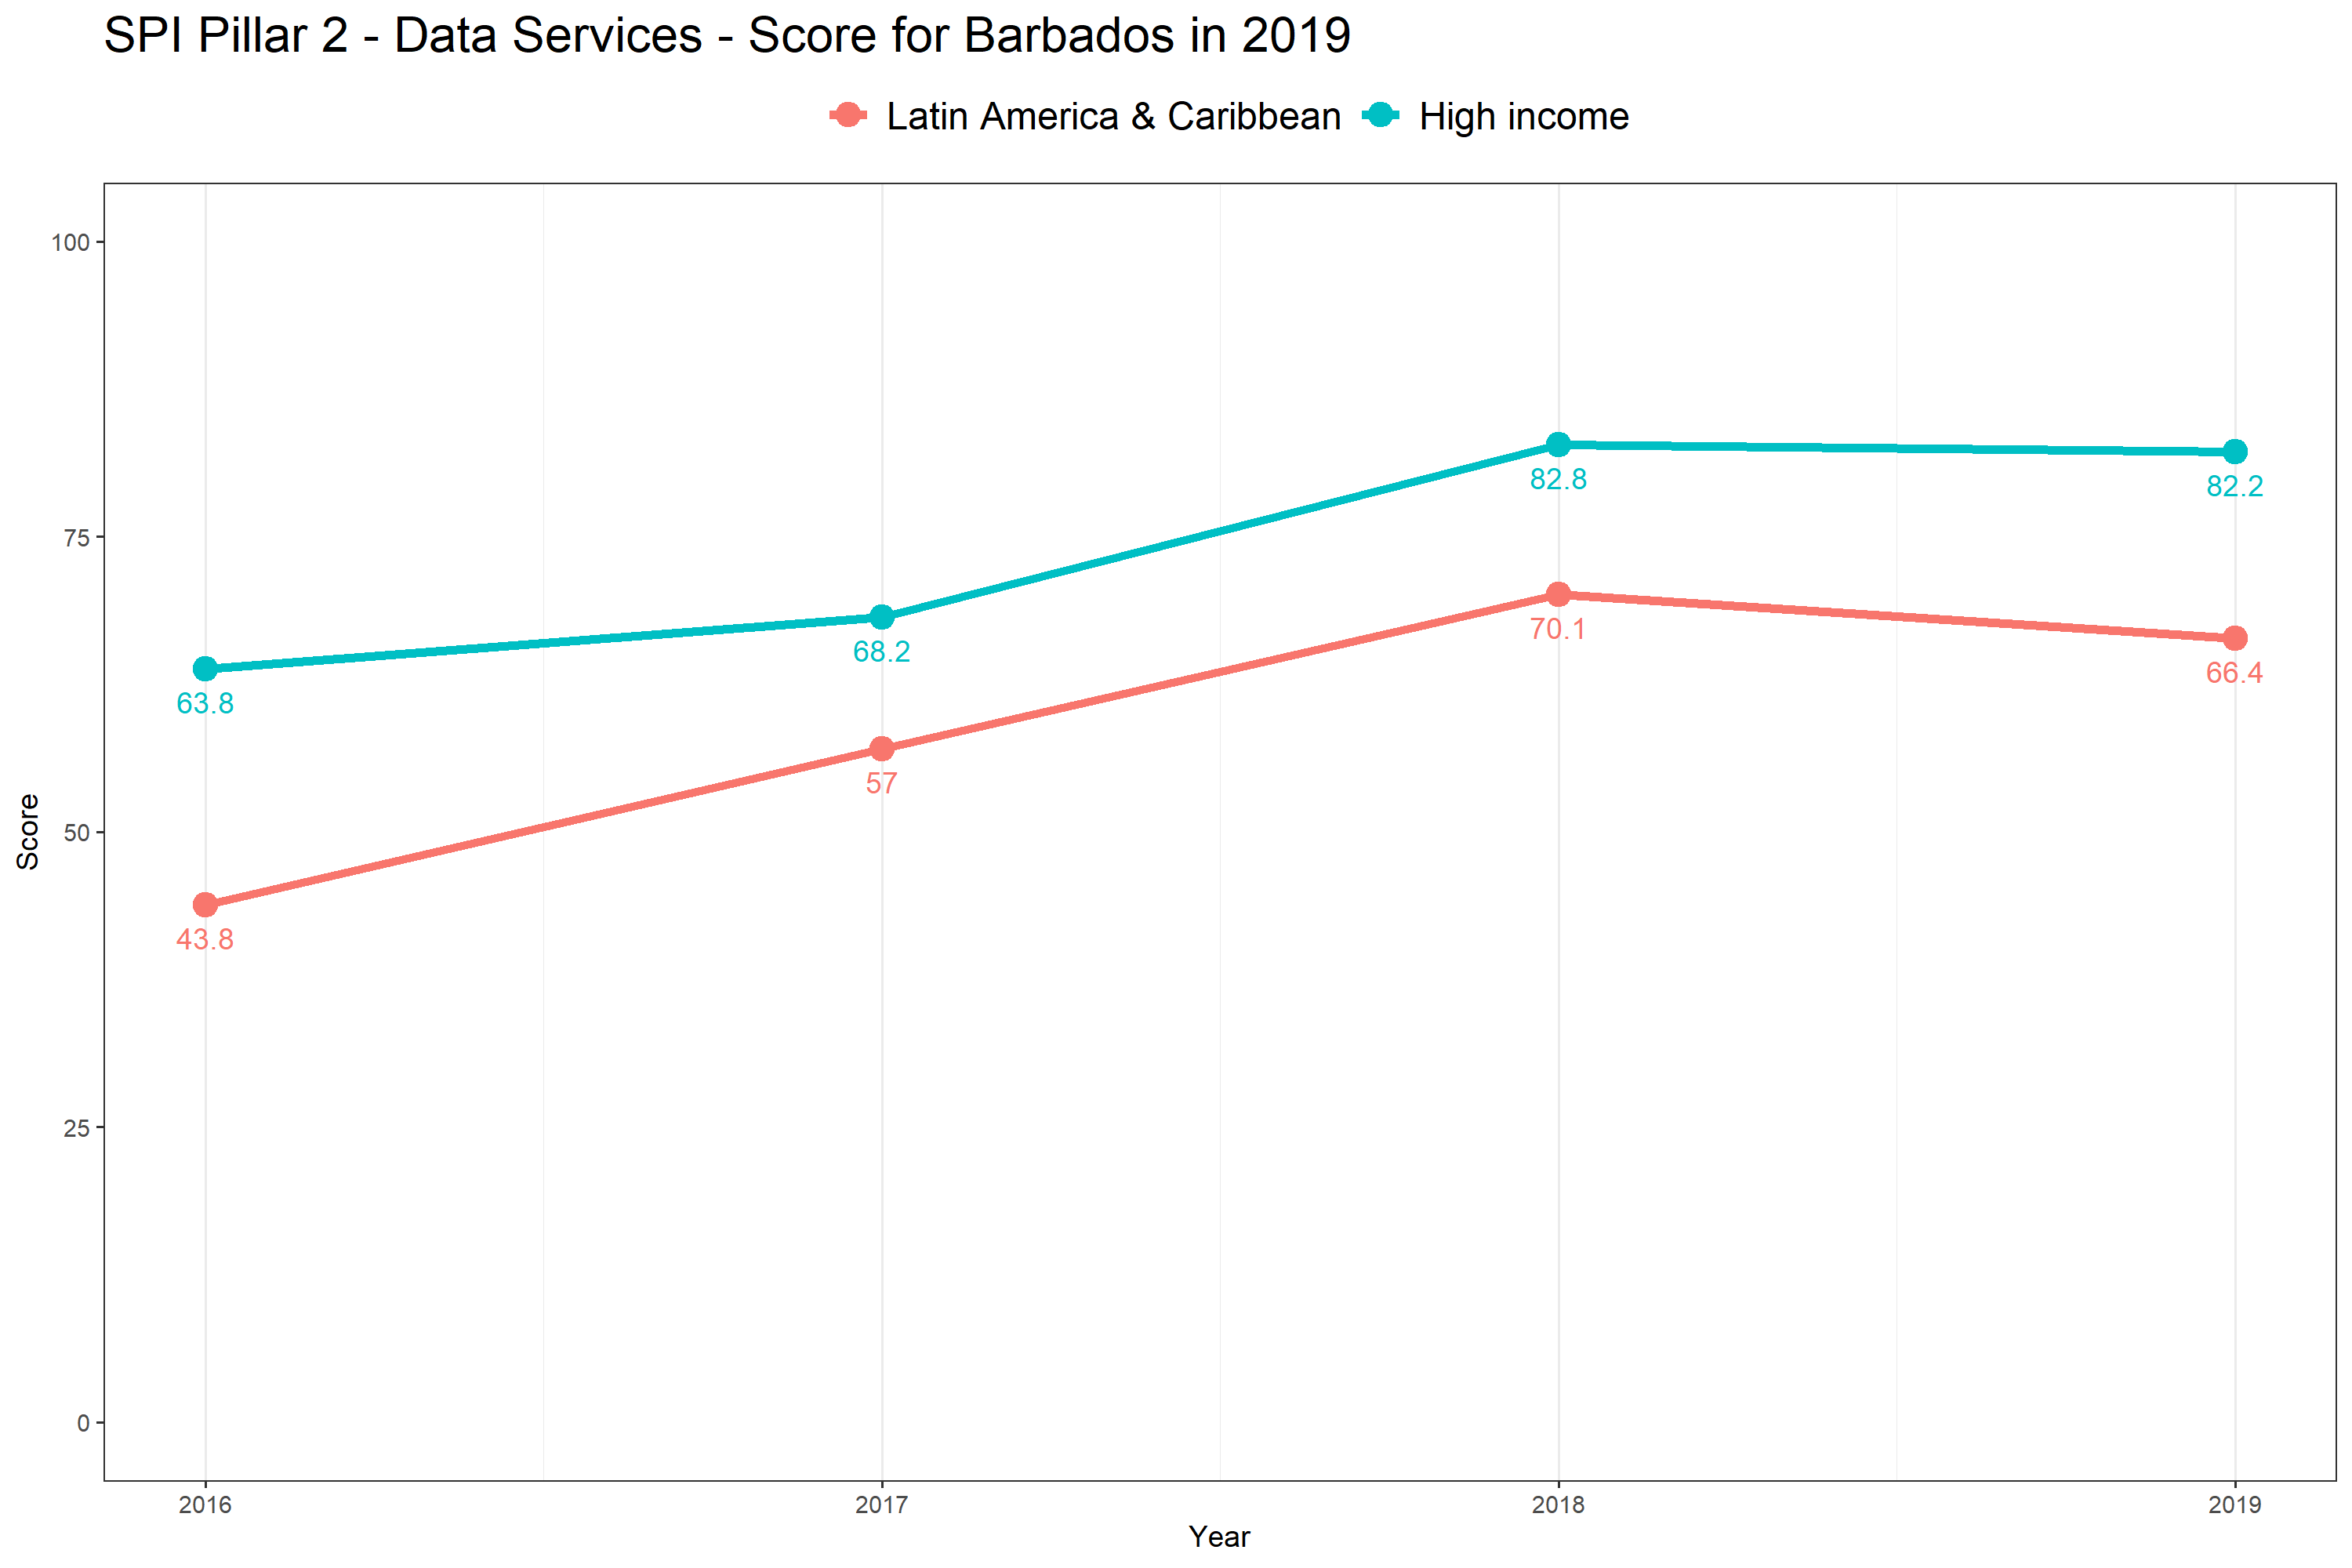 SPI Pillar 2 - Data Services - Score for Barbados in 2019
Latin America & Caribbean High income
100
75
50
25
0
Score
82.8
82.2
68.2
63.8
70.1
66.4
57
43.8
2016 2017 2018 2019
Year